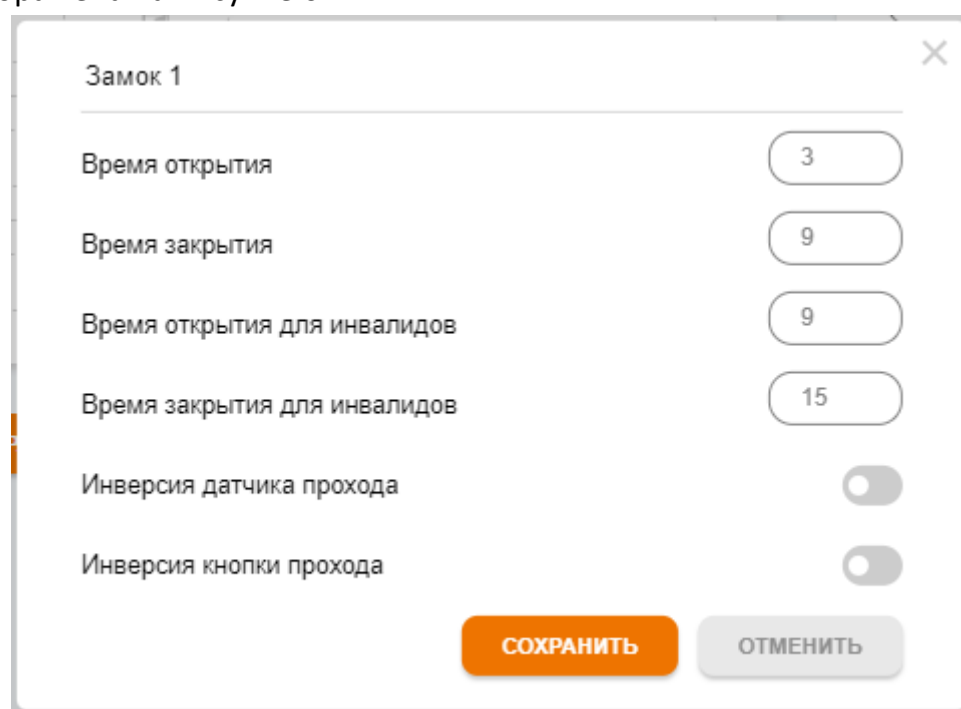 Замок 1
Время открытия
3
Время закрытия
9
Время открытия для инвалидов
9
Время закрытия для инвалидов
15
Инверсия датчика прохода
Инверсия кнопки прохода
СОХРАНИТЬ
ОТМЕНИТЬ